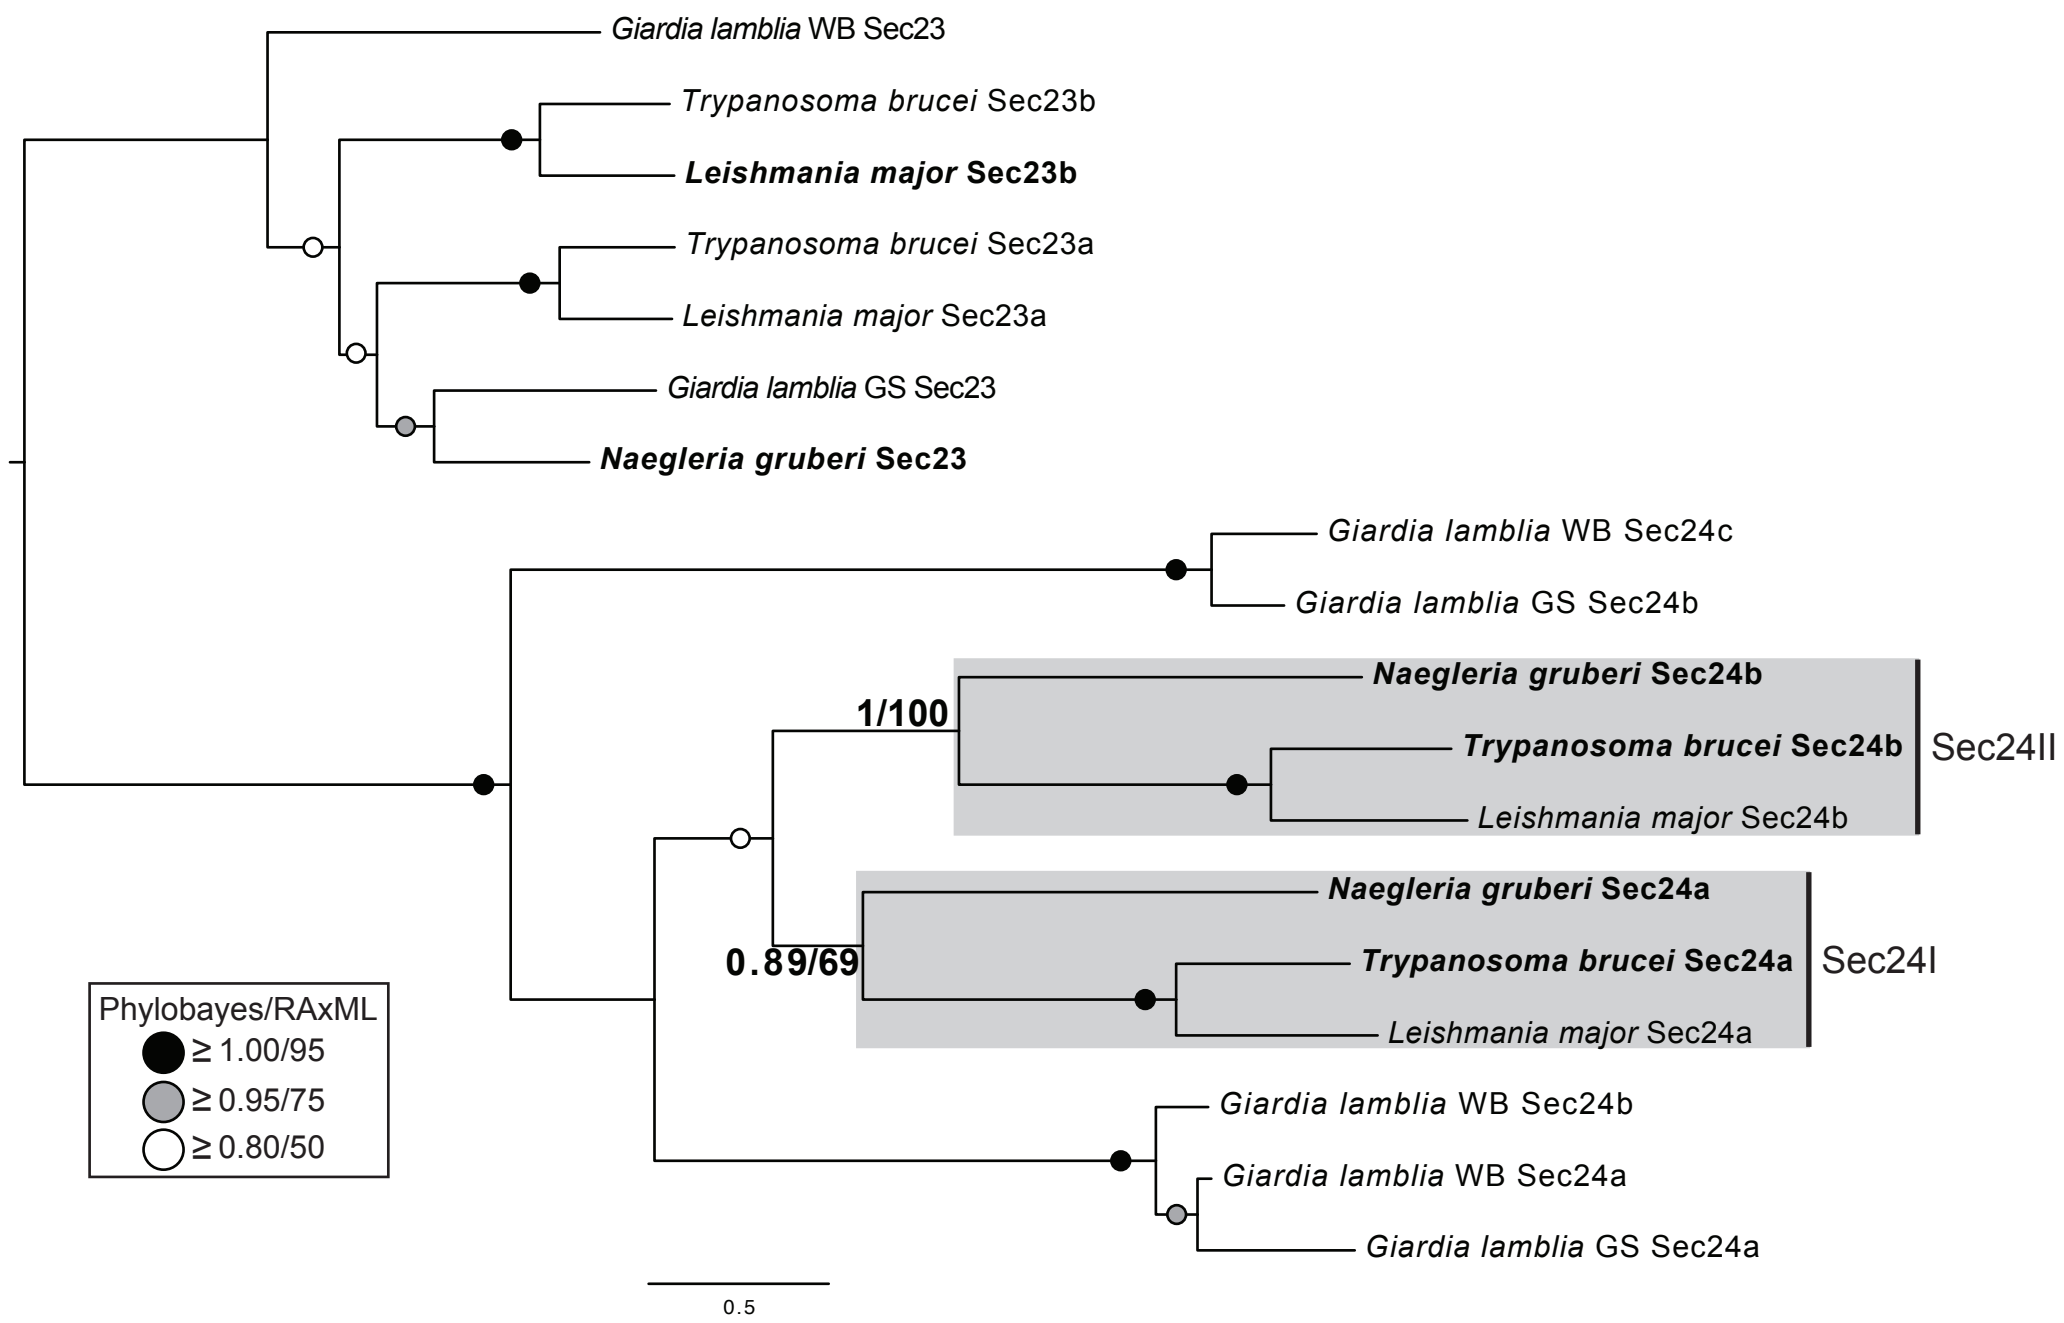 Giardia lamblia WB Sec23
Trypanosoma brucei Sec23b
Leishmania major Sec23b
Trypanosoma brucei Sec23a
Leishmania major Sec23a
Giardia lamblia GS Sec23
Naegleria gruberi Sec23
Giardia lamblia WB Sec24c
Giardia lamblia GS Sec24b
Naegleria gruberi Sec24b
1/100
Trypanosoma brucei Sec24b
Sec24II
Leishmania major Sec24b
Naegleria gruberi Sec24a
0.89/69
Trypanosoma brucei Sec24a
Sec24I
Leishmania major Sec24a
Phylobayes/RAxML
≥ 1.00/95
≥ 0.95/75
≥ 0.80/50
Giardia lamblia WB Sec24b
Giardia lamblia WB Sec24a
Giardia lamblia GS Sec24a
0.5